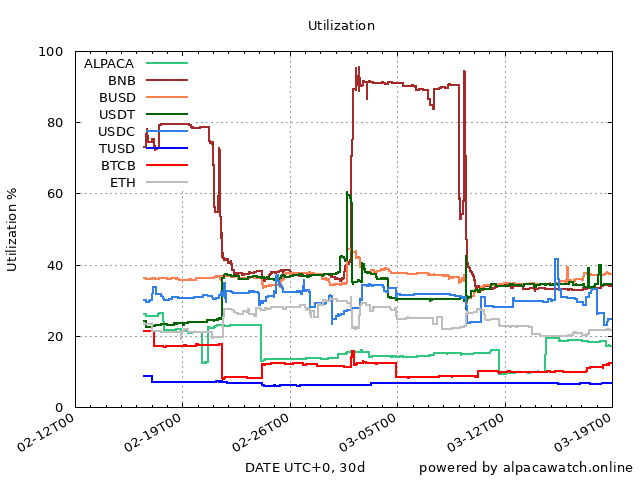 Utilization
ALPACA
BNB
BUSD
USDT
USDC
TUSD
BTCB
ETH
Utilization %
100
80
60
40
20
0
02-12T00
02-19T00
02-26T00
03-05T00
03-12T00
03-19T00
DATE UTC+0, 30d
powered by alpacawatch.online